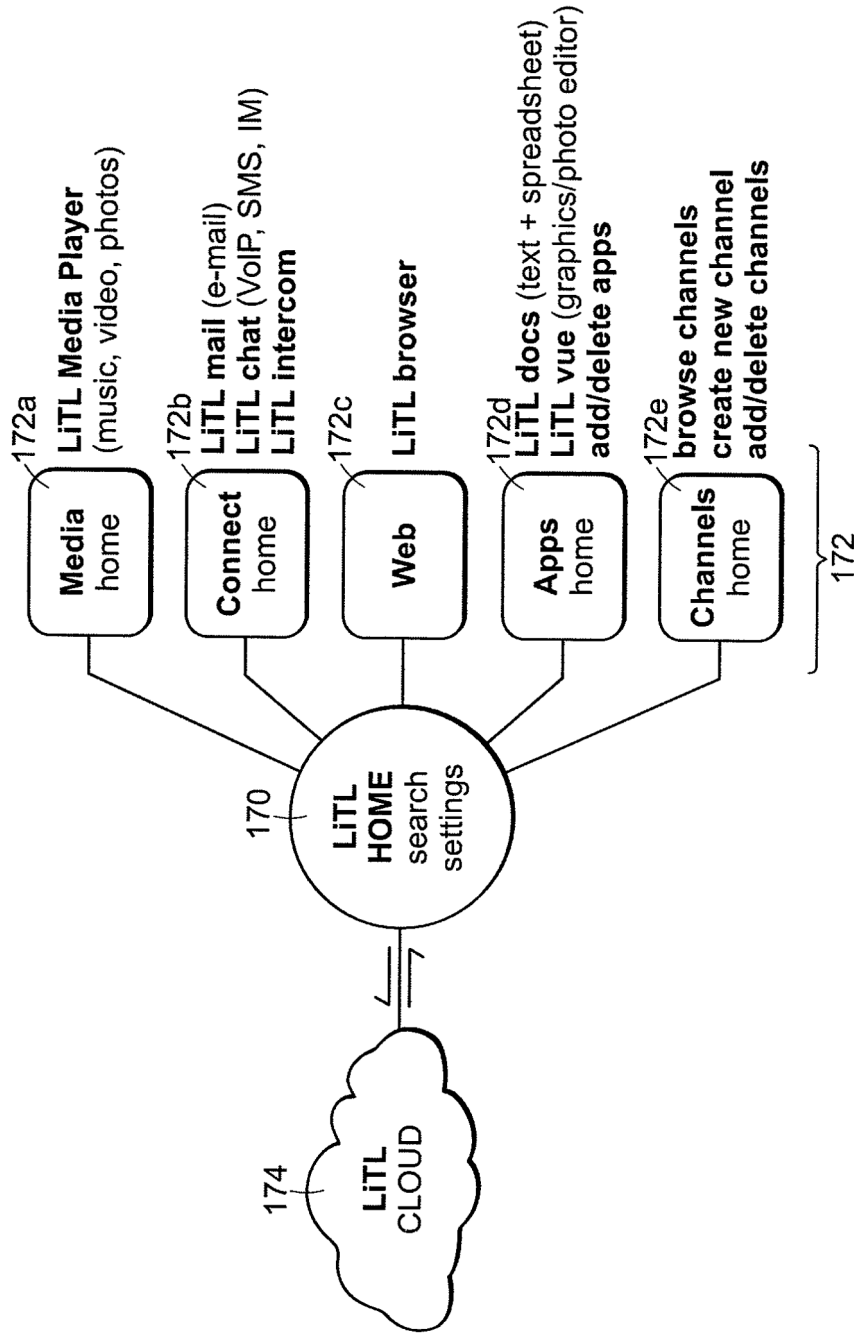 174
LiTL
CLOUD
170
LiTL
HOME
search
settings
172a
Media
home
LiTL Media Player
(music, video, photos)
172b
Connect
home
LiTL mail (e-mail)
LiTL chat (VoIP, SMS, IM)
LiTL intercom
172c
Web
LiTL browser
172d
Apps
home
LiTL docs (text + spreadsheet)
LiTL vue (graphics/photo editor)
add/delete apps
172e
Channels
home
browse channels
create new channel
add/delete channels
172